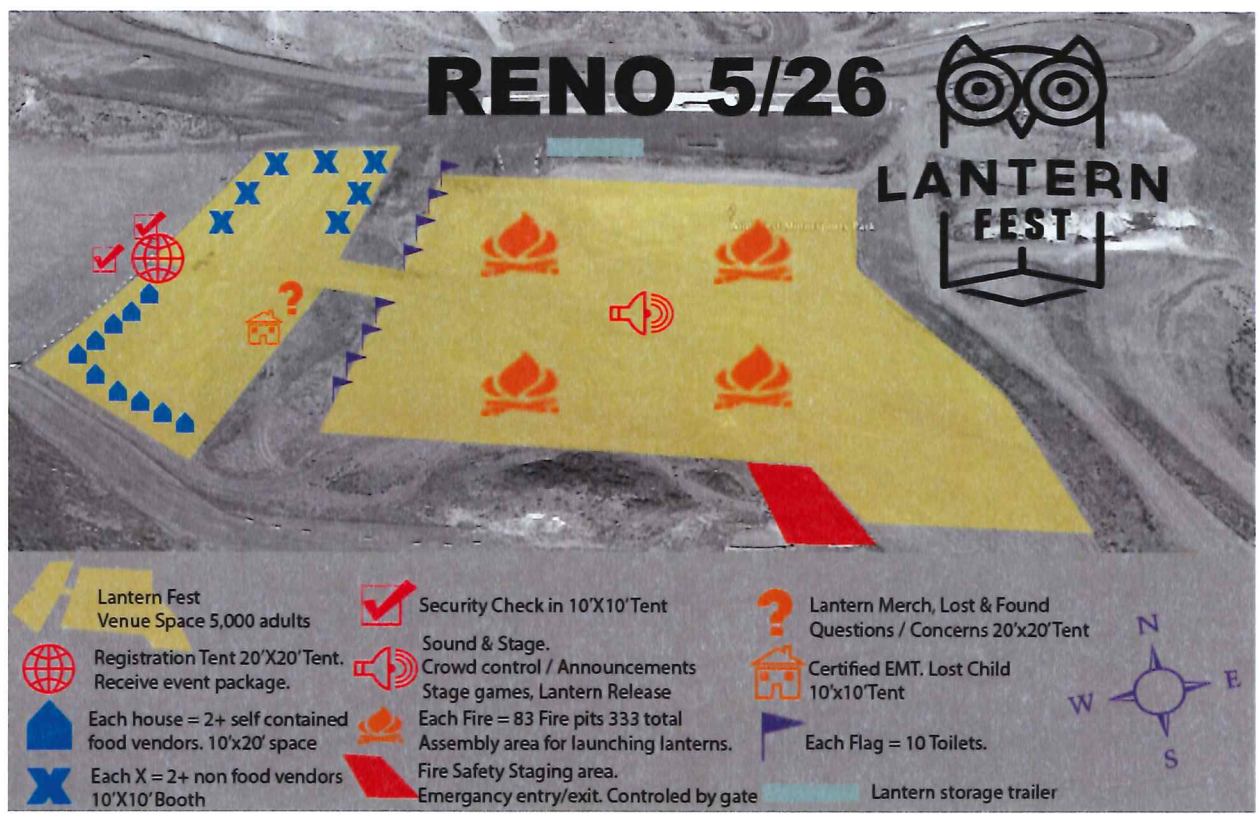 RENO 5/26
LANTERN
FEST
Lantern Fest
Venue Space 5,000 adults
Registration Tent 20'X20'Tent.
Receive event package.
Each house = 2+ self contained
food vendors. 10'x20' space
Each X = 2+ non food vendors
10'X10'Booth
Security Check in 10'X10'Tent
Sound & Stage.
Crowd control / Announcements
Stage games, Lantern Release
Each Fire = 83 Fire pits 333 total
Assembly area for launching lanterns.
Fire Safety Staging area.
Emergancy entry/exit. Controled by gate
Lantern Merch, Lost & Found
Questions / Concerns 20'x20'Tent
Certified EMT. Lost Child
10'x10'Tent
Each Flag = 10 Toilets.
Lantern storage trailer
N
W E
S